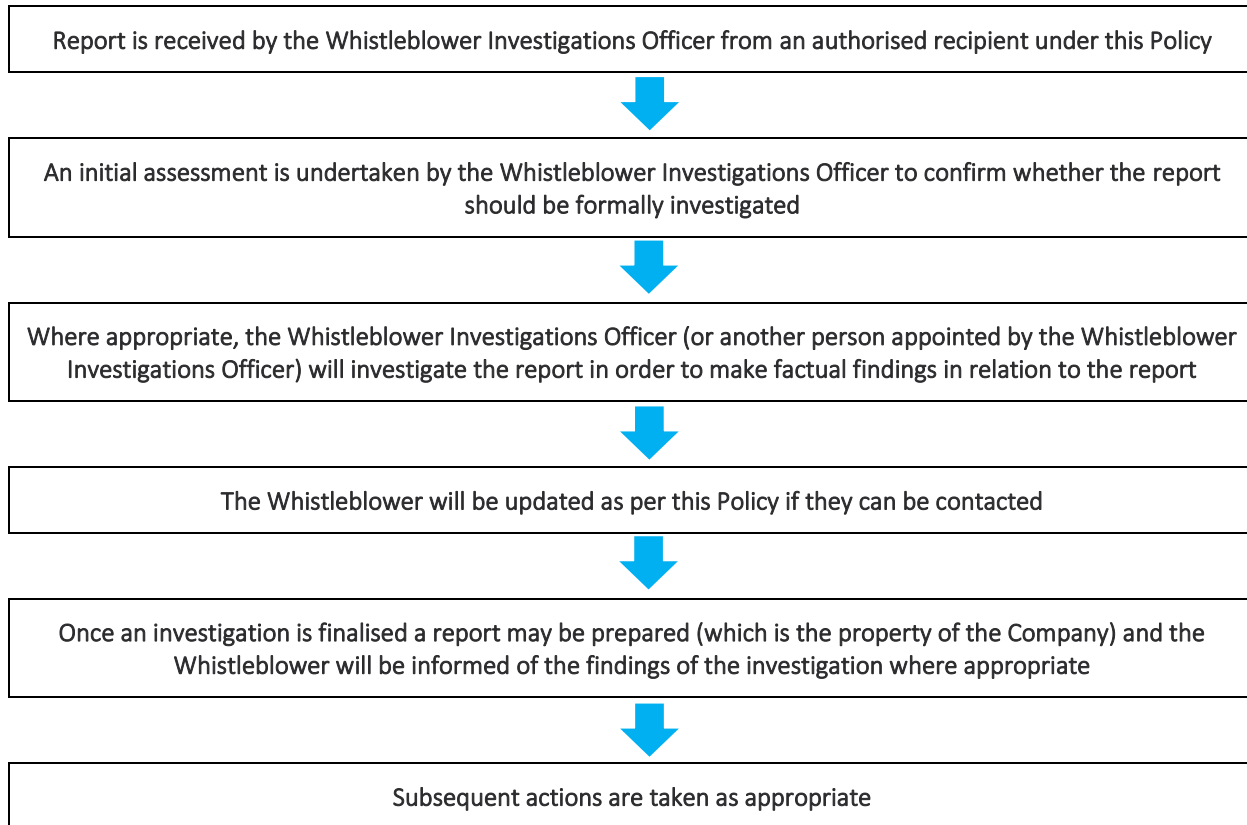 Report is received by the Whistleblower Investigations Officer from an authorised recipient under this Policy
An initial assessment is undertaken by the Whistleblower Investigations Officer to confirm whether the report
should be formally investigated
Where appropriate, the Whistleblower Investigations Officer (or another person appointed by the Whistleblower
Investigations Officer) will investigate the report in order to make factual findings in relation to the report
The Whistleblower will be updated as per this Policy if they can be contacted
Once an investigation is finalised a report may be prepared (which is the property of the Company) and the
Whistleblower will be informed of the findings of the investigation where appropriate
Subsequent actions are taken as appropriate